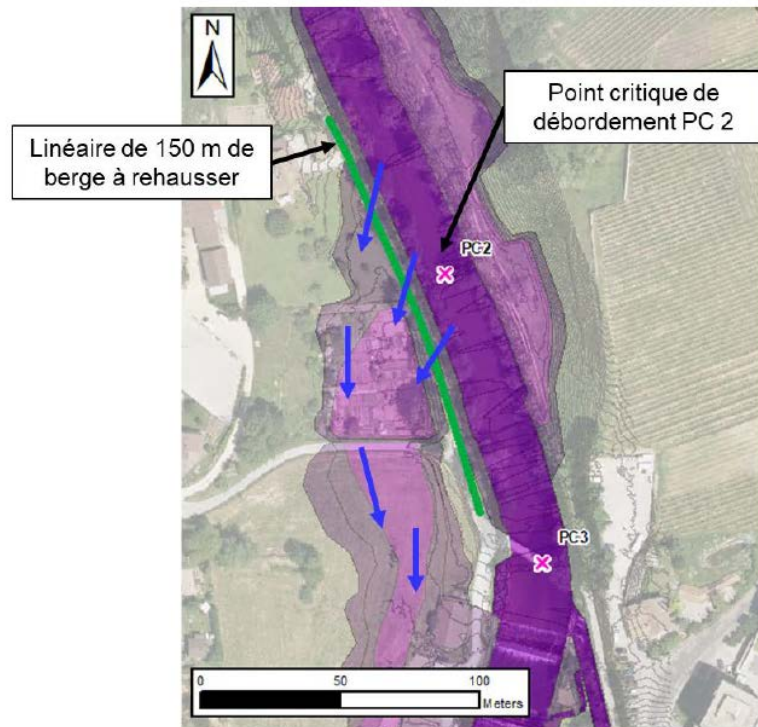 N
Point critique de
débordement PC 2
Linéaire de 150 m de
berge à rehausser
PC2
PC3
0 50 100
Meters